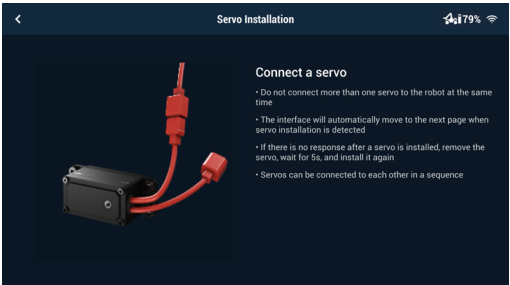 Servo Installation
79%
Connect a servo
• Do not connect more than one servo to the robot at the same
time
• The interface will automatically move to the next page when
servo installation is detected
• If there is no response after a servo is installed, remove the
servo, wait for 5s, and install it again
• Servos can be connected to each other in a sequence